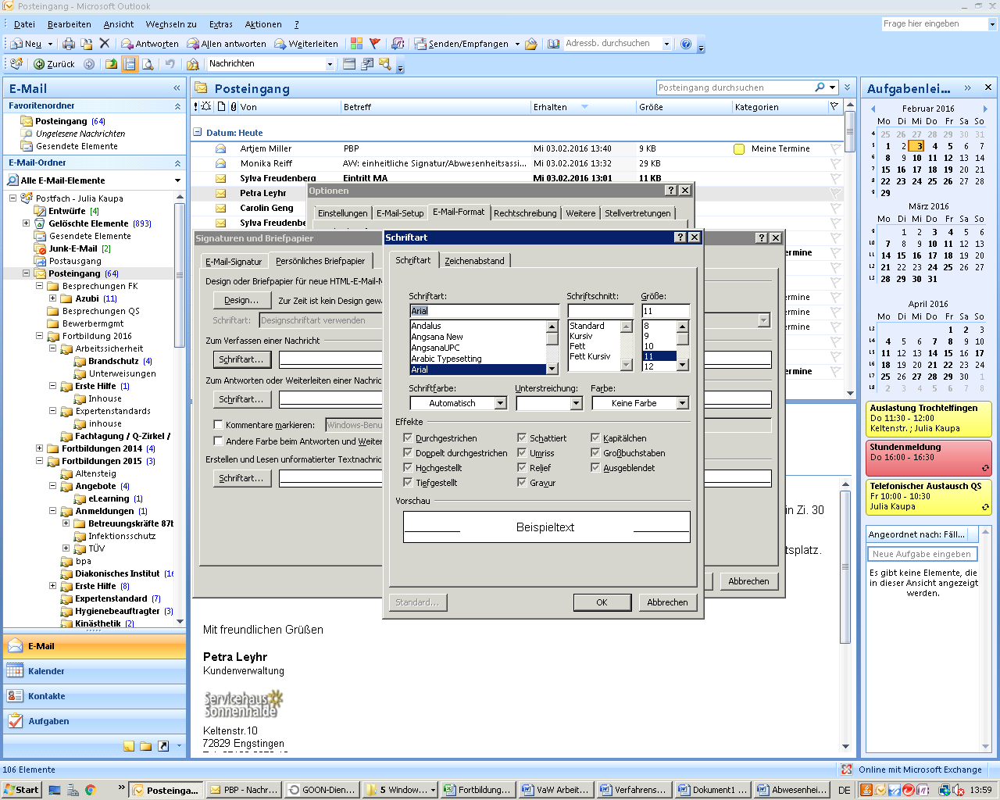 Posteingang - Microsoft Outlook
Datei Bearbeiten Ansicht Wechseln zu Extras Aktionen ?
Frage hier eingeben
Neu Antworten Allen antworten Weiterleiten Senden/Empfangen Adressb. durchsuchen
Zurück Nachrichten
E-Mail
Favoritenordner
Posteingang (64)
Ungelesene Nachrichten
Gesendete Elemente
E-Mail-Ordner
Alle E-Mail-Elemente
Postfach - Julia Kaupa
Entwürfe [4]
Gelöschte Elemente (893)
Gesendete Elemente
Junk-E-Mail [2]
Postausgang
Posteingang (64)
Besprechungen FK
Azubi (11)
Besprechungen QS
Bewerbermgmt
Fortbildung 2016
Arbeitssicherheit
Brandschutz (4)
Unterweisungen
Erste Hilfe (1)
Inhouse
Expertenstandards
inhouse
Fachtagung / Q-Zirkel /
Fortbildungen 2014 (4)
Fortbildungen 2015 (3)
Altensteig
Angebote (4)
eLearning (1)
Anmeldungen (1)
Betreuungskräfte 87b
Infektionsschutz
TÜV
bpa
Diakonisches Institut (16
Erste Hilfe (8)
Expertenstandard (7)
Hygienebeauftragter (3)
Kinästhetik (2)
E-Mail
Kalender
Kontakte
Aufgaben
Posteingang
Posteingang durchsuchen
Von Betreff Erhalten Größe Kategorien
Datum: Heute
Artjem Miller PBP Mi 03.02.2016 13:40 9 KB Meine Termine
Monika Reiff AW: einheitliche Signatur/Abwesenheitsassi... Mi 03.02.2016 13:32 29 KB
Sylva Freudenberg Eintritt MA Mi 03.02.2016 13:01 11 KB
Petra Leyhr
Carolin Geng
Sylva Freudenbe
Optionen
Einstellungen E-Mail-Setup E-Mail-Format Rechtschreibung Weitere Stellvertretungen
Signaturen und Briefpapier
E-Mail-Signatur Persönliches Briefpapier
Design oder Briefpapier für neue HTML-E-Mail-N
Design... Zur Zeit ist kein Design gewä
Schriftart: Designschriftart verwenden
Zum Verfassen einer Nachricht
Schriftart...
Zum Antworten oder Weiterleiten einer Nachric
Schriftart...
Kommentare markieren: Windows-Benu
Andere Farbe beim Antworten und Weiter
Erstellen und Lesen unformatierter Textnachric
Schriftart...
Abbrechen
Schriftart
Schriftart Zeichenabstand
Schriftart: Schriftschnitt: Größe:
Arial 11
Andalus
Angsana New
AngsanaUPC
Arabic Typesetting
Arial
Standard
Kursiv
Fett
Fett Kursiv
8
9
10
11
12
Schriftfarbe: Unterstreichung: Farbe:
Automatisch Keine Farbe
Effekte
Durchgestrichen Schattiert Kapitälchen
Doppelt durchgestrichen Umriss Großbuchstaben
Hochgestellt Relief Ausgeblendet
Tiefgestellt Gravur
Vorschau
Beispieltext
Standard... OK Abbrechen
ermine
ermine
ermine
ermine
ermine
ermine
in Zi. 30
tsplatz.
Mit freundlichen Grüßen
Petra Leyhr
Kundenverwaltung
Servicehaus
Sonnenhalde
Keltenstr.10
72829 Engstingen
Aufgabenlei...
Februar 2016
Mo Di Mi Do Fr Sa So
4 25 26 27 28 29 30 31
5 1 2 3 4 5 6 7
6 8 9 10 11 12 13 14
7 15 16 17 18 19 20 21
8 22 23 24 25 26 27 28
9 29
März 2016
Mo Di Mi Do Fr Sa So
9 1 2 3 4 5 6
10 7 8 9 10 11 12 13
11 14 15 16 17 18 19 20
12 21 22 23 24 25 26 27
13 28 29 30 31
April 2016
Mo Di Mi Do Fr Sa So
13 1 2 3
14 4 5 6 7 8 9 10
15 11 12 13 14 15 16 17
16 18 19 20 21 22 23 24
17 25 26 27 28 29 30 1
18 2 3 4 5 6 7 8
Auslastung Trochtelfingen
Do 11:30 - 12:00
Keltenstr. ; Julia Kaupa
Stundenmeldung
Do 16:00 - 16:30
Telefonischer Austausch QS
Fr 10:00 - 10:30
Julia Kaupa
Angeordnet nach: Fäll...
Neue Aufgabe eingeben
Es gibt keine Elemente, die
in dieser Ansicht angezeigt
werden.
106 Elemente
Online mit Microsoft Exchange
Start Posteinga... PBP - Nachr... GOON-Dien... 5 Window... Fortbildung... VaW Arbeit... Verfahrens... Dokument1 ... Abwesenhei... DE 13:59